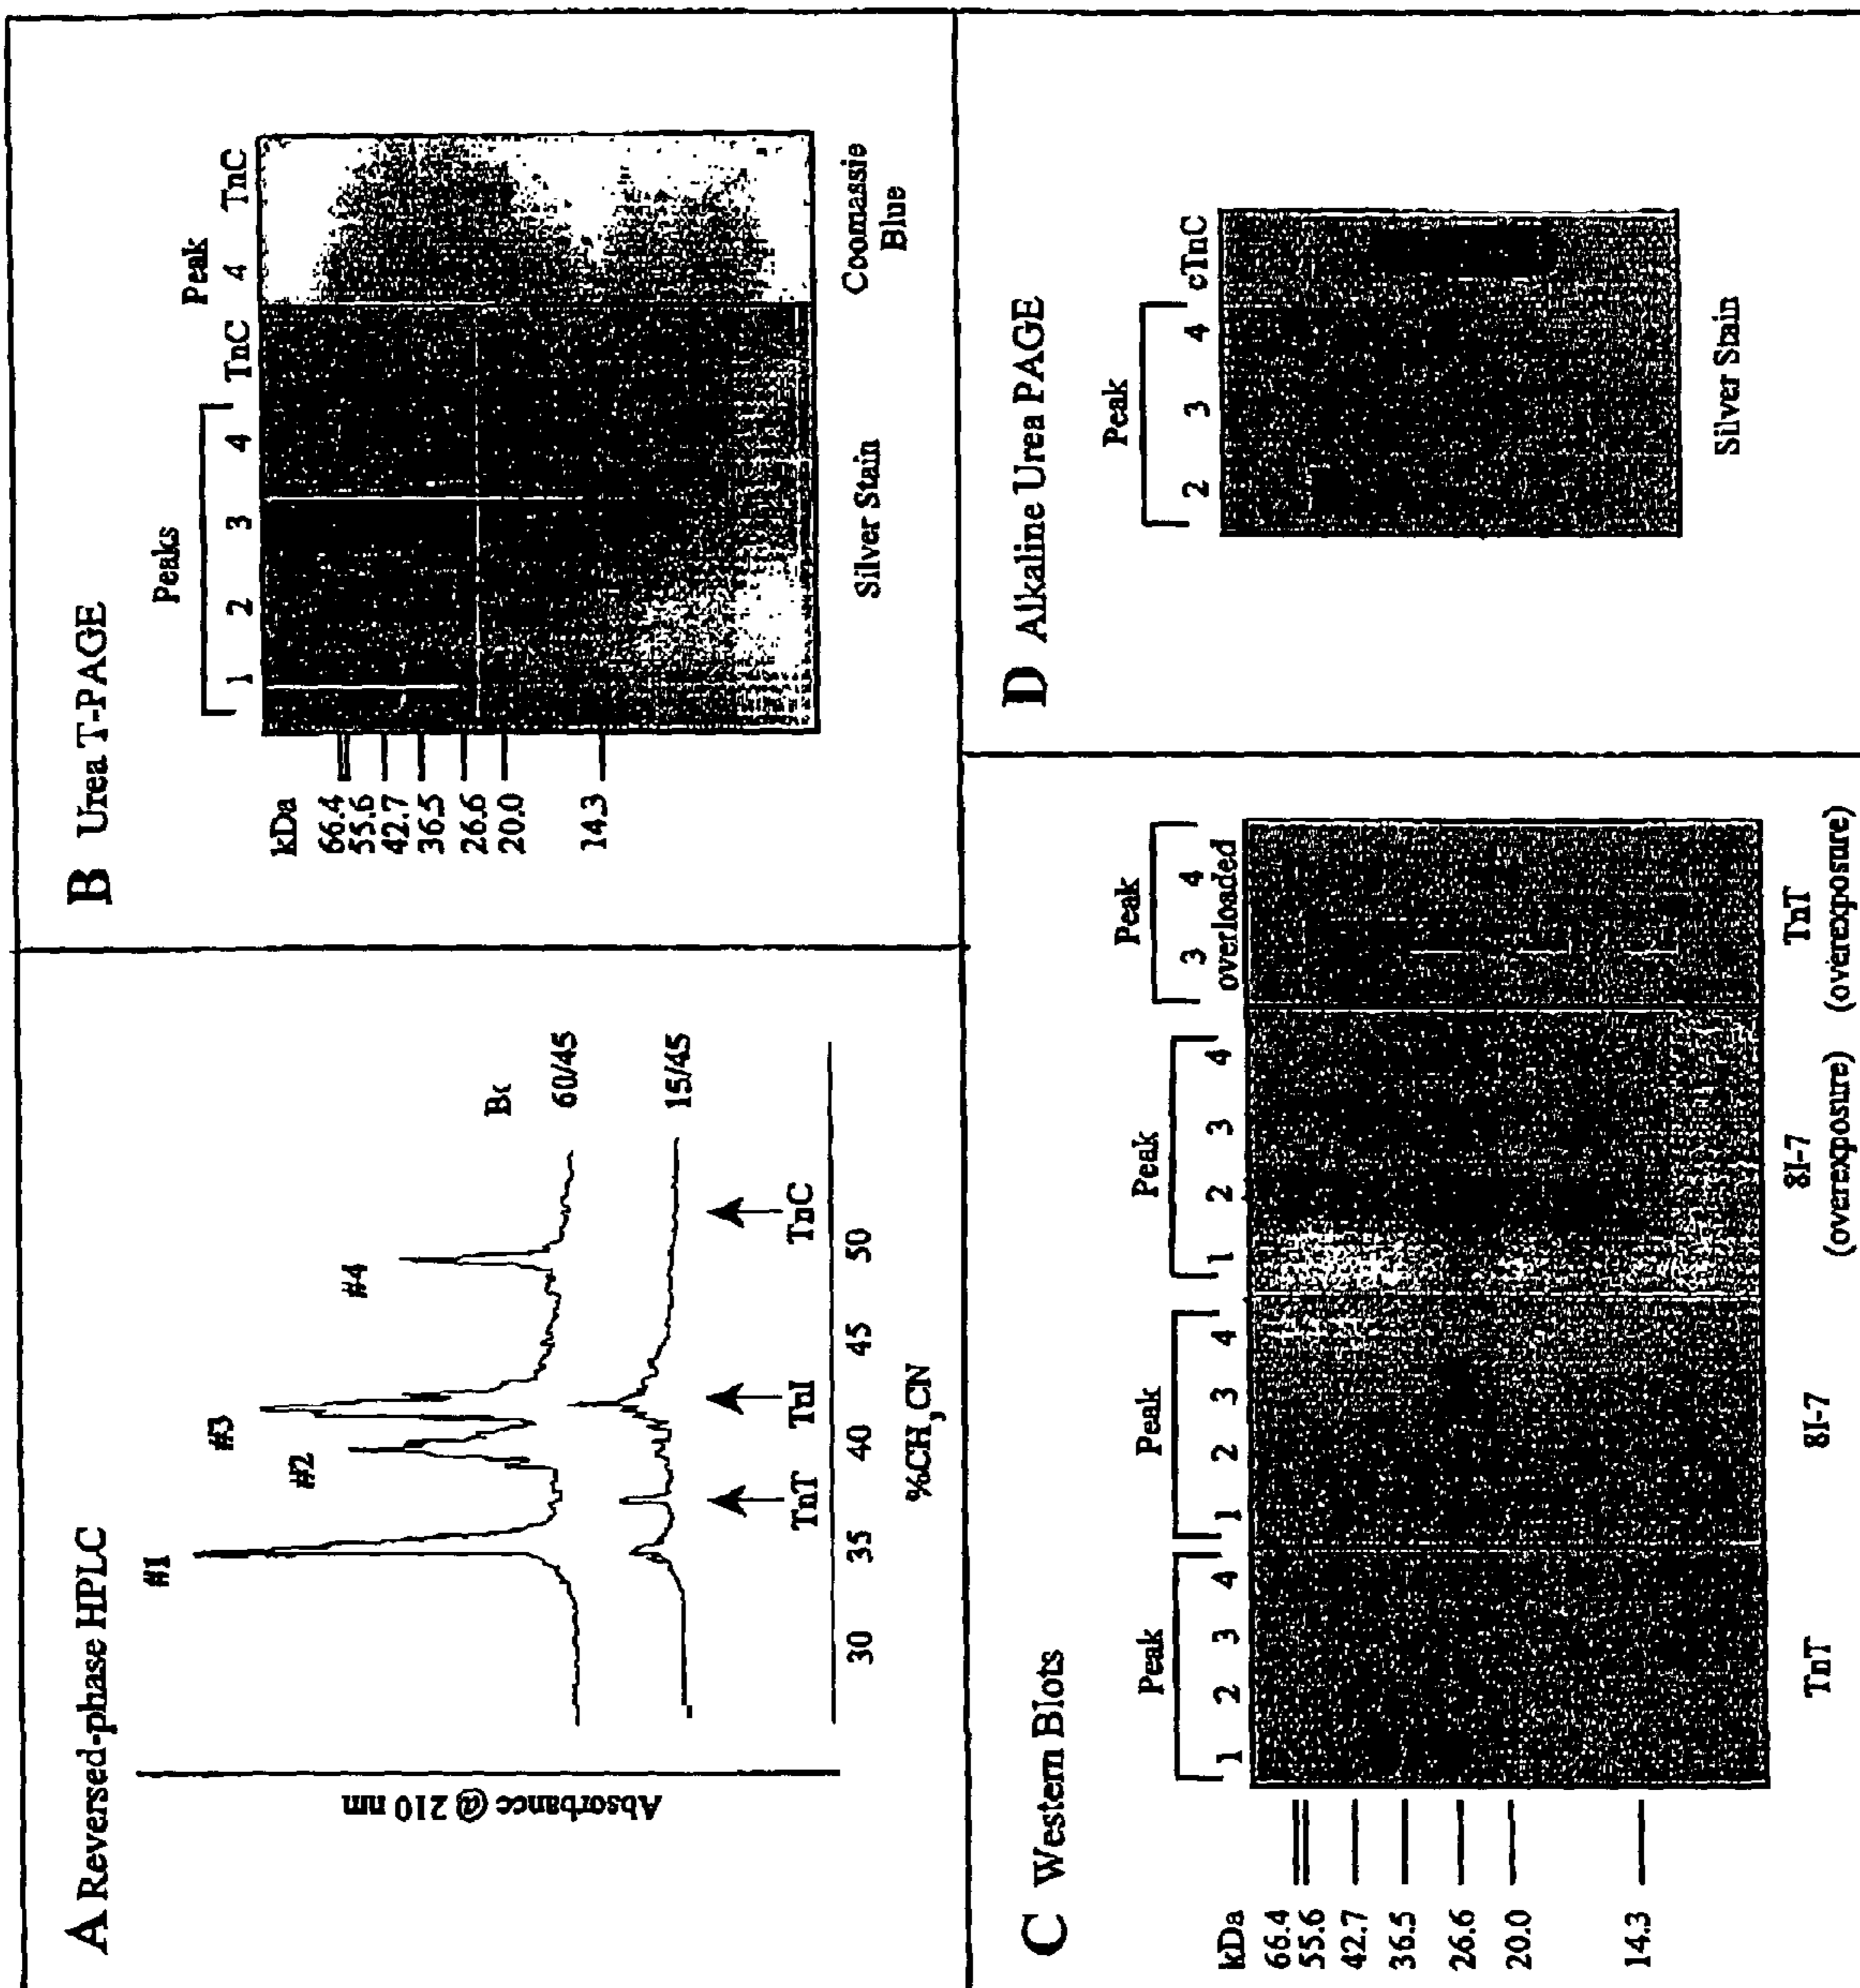 A Reversed-phase HPLC
Absorbance @ 210 nm
#1
#2
#3
#4
60/45
15/45
TnT
TnI
TnC
30 35 40 45 50
%CH3CN
B Urea T-PAGE
Peaks
Peak
1 2 3 4 TnC 4 TnC
kDa
66.4
55.6
42.7
36.5
26.6
20.0
14.3
Silver Stain
Coomassie
Blue
C Western Blots
Peak Peak Peak Peak
1 2 3 4 1 2 3 4 1 2 3 4 3 4
overloaded
kDa
66.4
55.6
42.7
36.5
26.6
20.0
14.3
TnT 8I-7 8I-7 TnT
(overexposure) (overexposure)
D Alkaline Urea PAGE
Peak
2 3 4 cTnC
Silver Stain